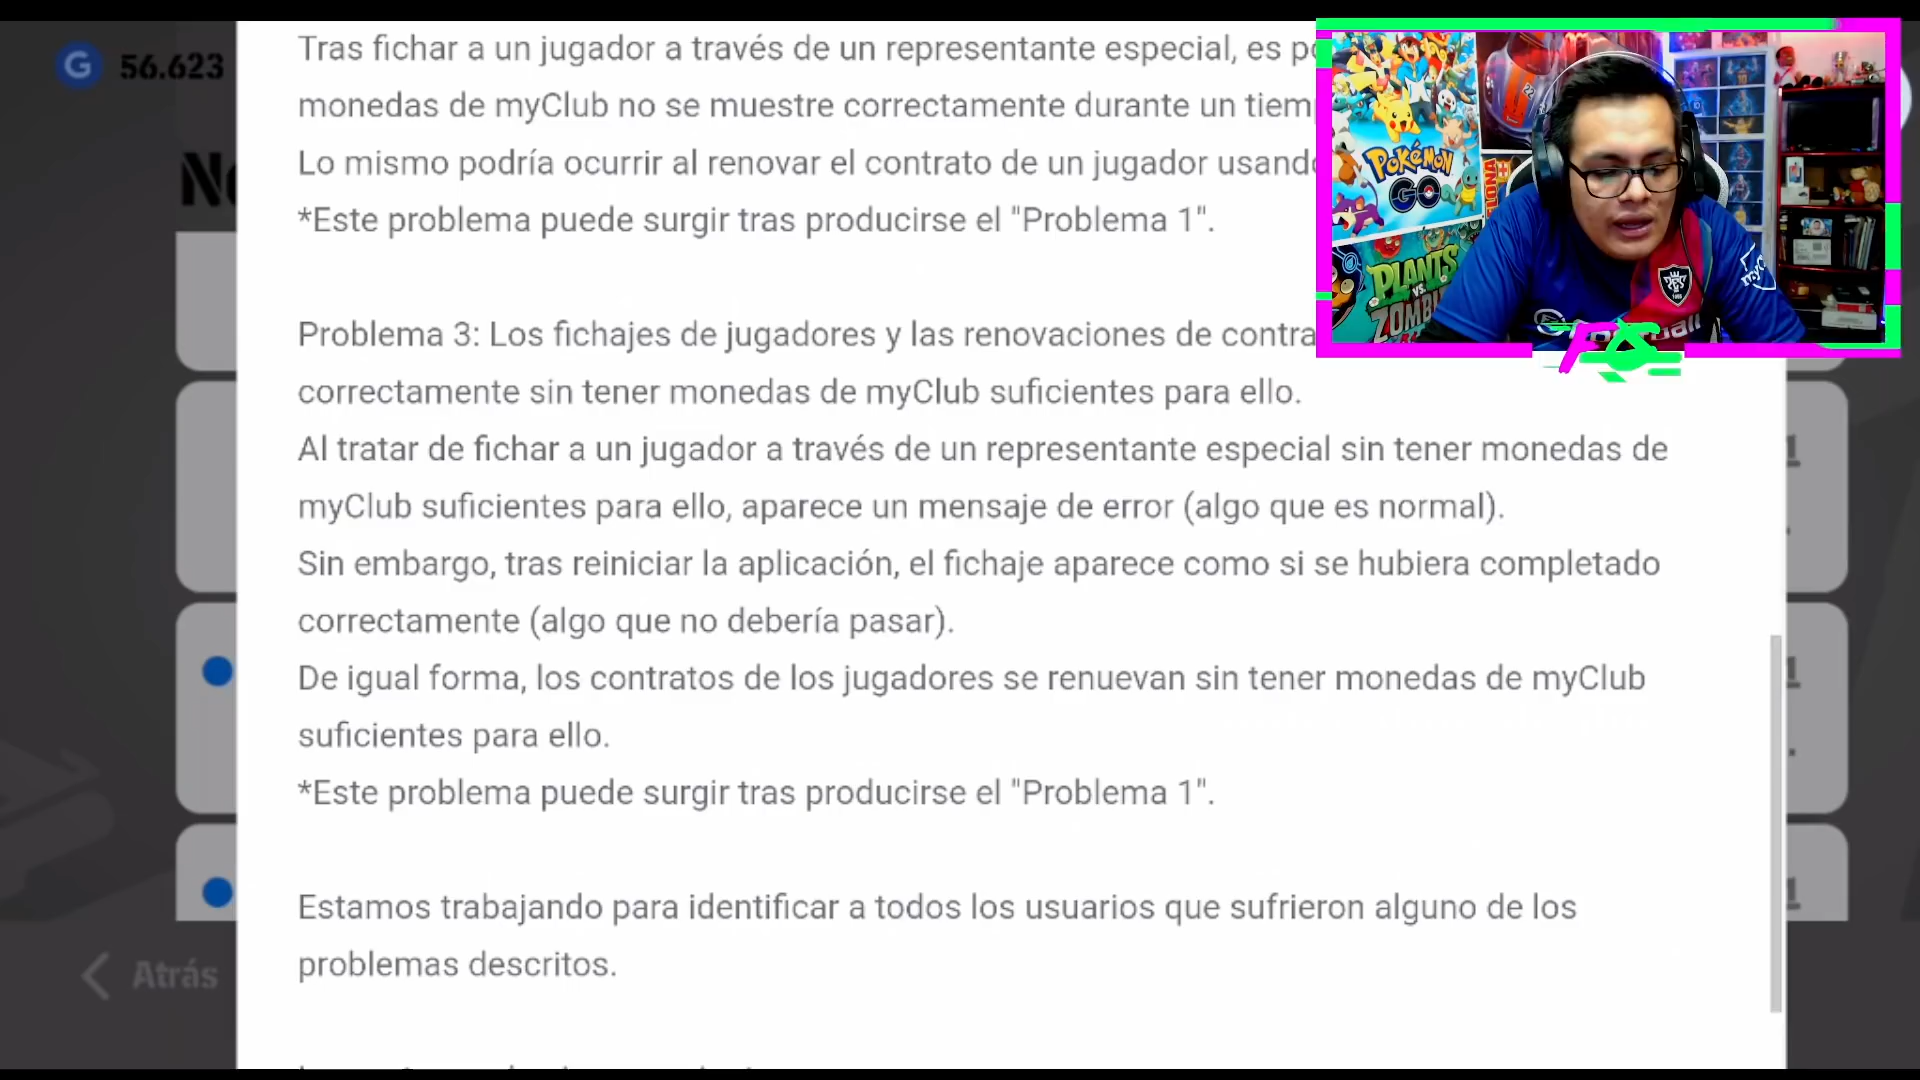 56.623
Tras fichar a un jugador a través de un representante especial, es
monedas de myClub no se muestre correctamente durante un
Lo mismo podría ocurrir al renovar el contrato de un jugador
*Este problema puede surgir tras producirse el "Problema 1".
Problema 3: Los fichajes de jugadores y las renovaciones de
correctamente sin tener monedas de myClub suficientes para ello.
Al tratar de fichar a un jugador a través de un representante especial sin tener monedas de
myClub suficientes para ello, aparece un mensaje de error (algo que es normal).
Sin embargo, tras reiniciar la aplicación, el fichaje aparece como si se hubiera completado
correctamente (algo que no debería pasar).
De igual forma, los contratos de los jugadores se renuevan sin tener monedas de myClub
suficientes para ello.
*Este problema puede surgir tras producirse el "Problema 1".
Estamos trabajando para identificar a todos los usuarios que sufrieron alguno de los
problemas descritos.
Atrás
POKÉMON
GO
PLANTS
VS.